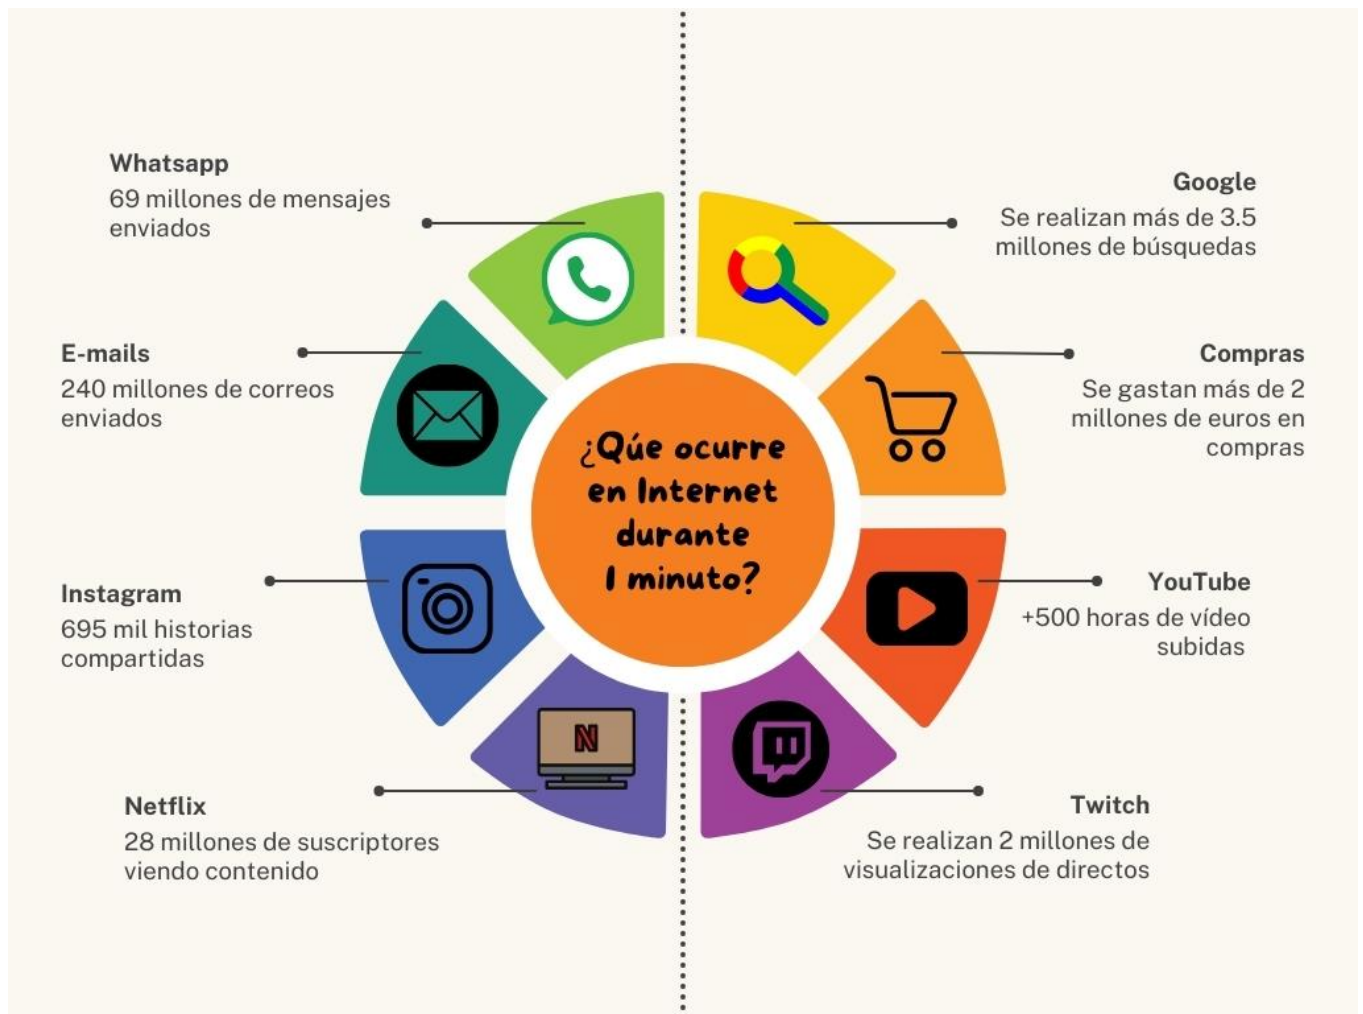 Whatsapp
69 millones de mensajes
enviados
E-mails
240 millones de correos
enviados
Instagram
695 mil historias
compartidas
Netflix
28 millones de suscriptores
viendo contenido
¿Qúe ocurre
en Internet
durante
1 minuto?
N
Google
Se realizan más de 3.5
millones de búsquedas
Compras
Se gastan más de 2
millones de euros en
compras
YouTube
+500 horas de vídeo
subidas
Twitch
Se realizan 2 millones de
visualizaciones de directos